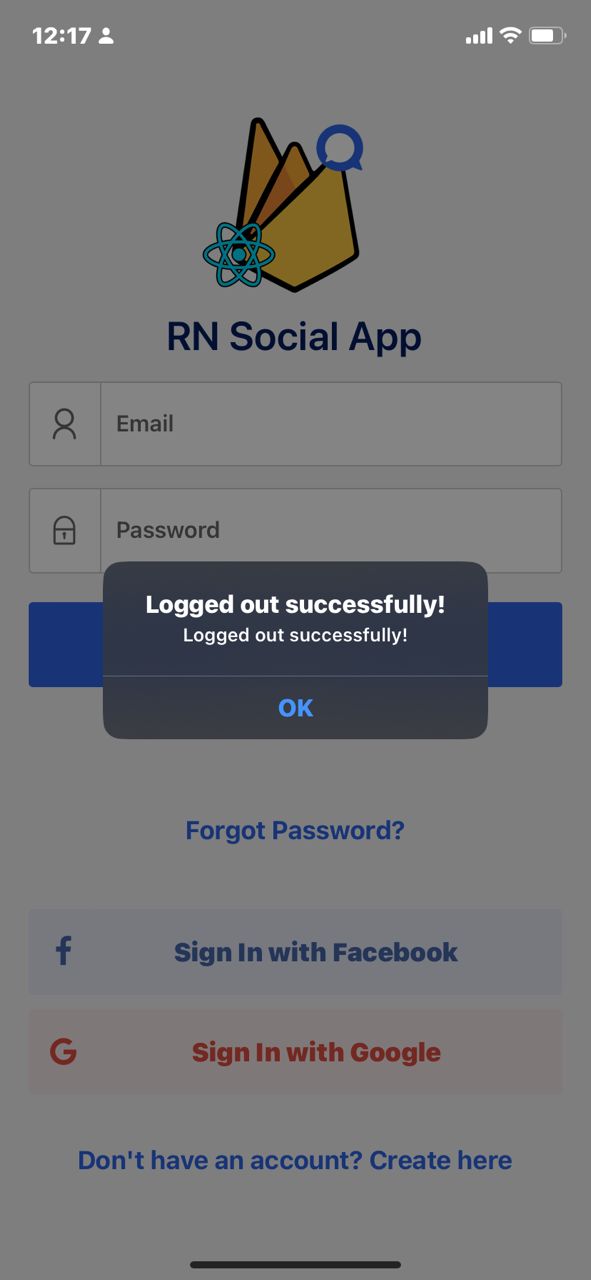 12:17
RN Social App
Email
Password
Logged out successfully!
Logged out successfully!
OK
Forgot Password?
Sign In with Facebook
Sign In with Google
Don't have an account? Create here